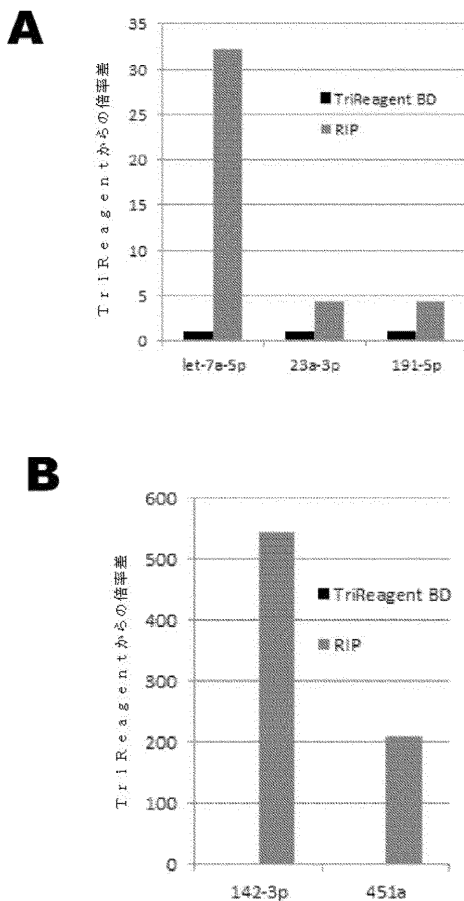 A
TriReagentからの倍率差
35
30
25
20
15
10
5
0
TriReagent BD
RIP
let-7a-5p 23a-3p 191-5p
B
TriReagentからの倍率差
600
500
400
300
200
100
0
TriReagent BD
RIP
142-3p 451a